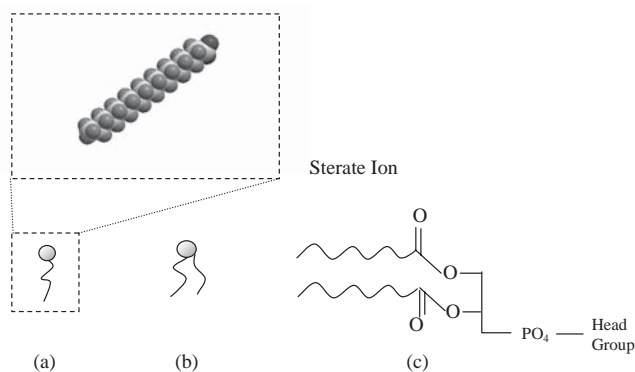 Sterate Ion
O
O
O
O
PO4
Head
Group
(a)
(b)
(c)